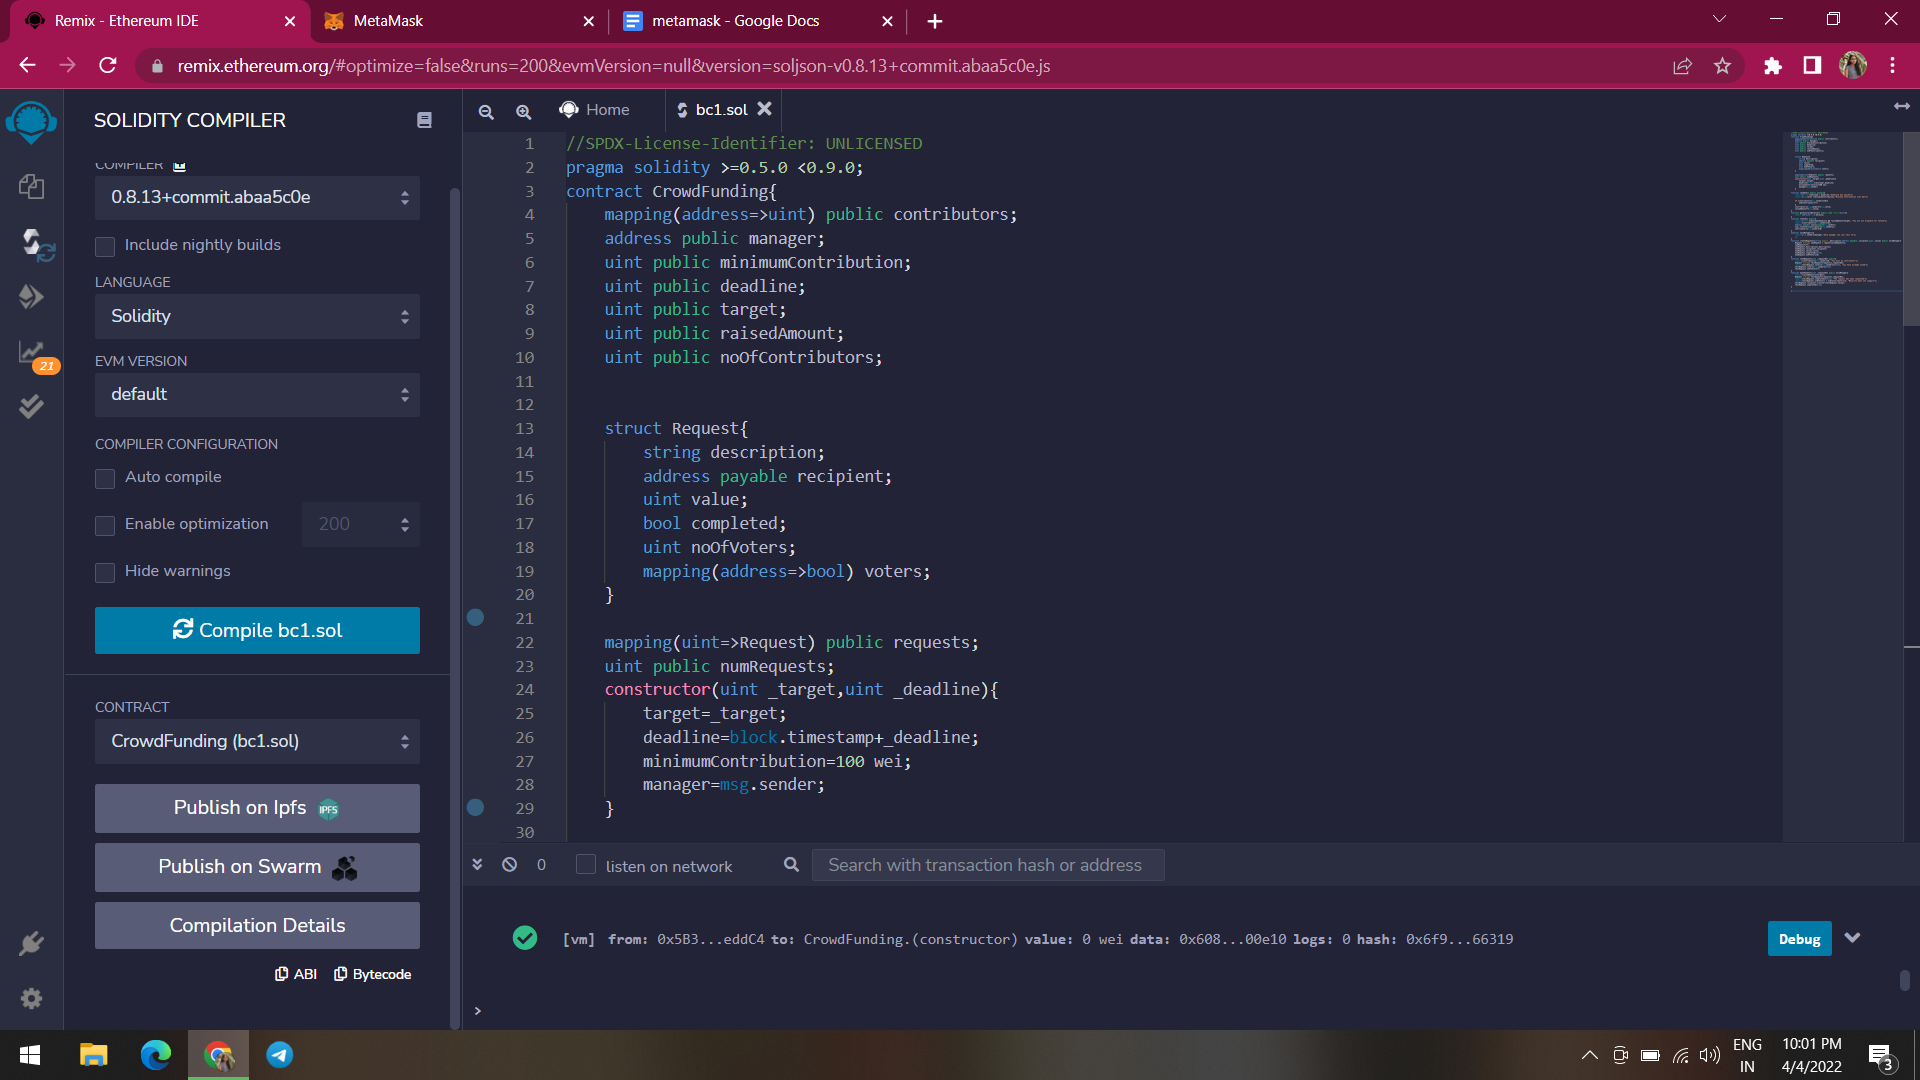 Remix - Ethereum IDE
MetaMask
metamask - Google Docs
remix.ethereum.org/#optimize=false&runs=200&evmVersion=null&version=soljson-v0.8.13+commit.abaa5c0e.js
SOLIDITY COMPILER
COMPILER
0.8.13+commit.abaa5c0e
Include nightly builds
LANGUAGE
Solidity
EVM VERSION
default
COMPILER CONFIGURATION
Auto compile
Enable optimization 200
Hide warnings
Compile bc1.sol
CONTRACT
CrowdFunding (bc1.sol)
Publish on Ipfs IPFS
Publish on Swarm
Compilation Details
ABI Bytecode
21
Home bc1.sol
1 //SPDX-License-Identifier: UNLICENSED
2 pragma solidity >=0.5.0 <0.9.0;
3 contract CrowdFunding{
4 mapping(address=>uint) public contributors;
5 address public manager;
6 uint public minimumContribution;
7 uint public deadline;
8 uint public target;
9 uint public raisedAmount;
10 uint public noOfContributors;
11
12
13 struct Request{
14 string description;
15 address payable recipient;
16 uint value;
17 bool completed;
18 uint noOfVoters;
19 mapping(address=>bool) voters;
20 }
21
22 mapping(uint=>Request) public requests;
23 uint public numRequests;
24 constructor(uint _target,uint _deadline){
25 target=_target;
26 deadline=block.timestamp+_deadline;
27 minimumContribution=100 wei;
28 manager=msg.sender;
29 }
30
0 listen on network Search with transaction hash or address
[vm] from: 0x5B3...eddC4 to: CrowdFunding.(constructor) value: 0 wei data: 0x608...00e10 logs: 0 hash: 0x6f9...66319
Debug
>
ENG
IN
10:01 PM
4/4/2022
3